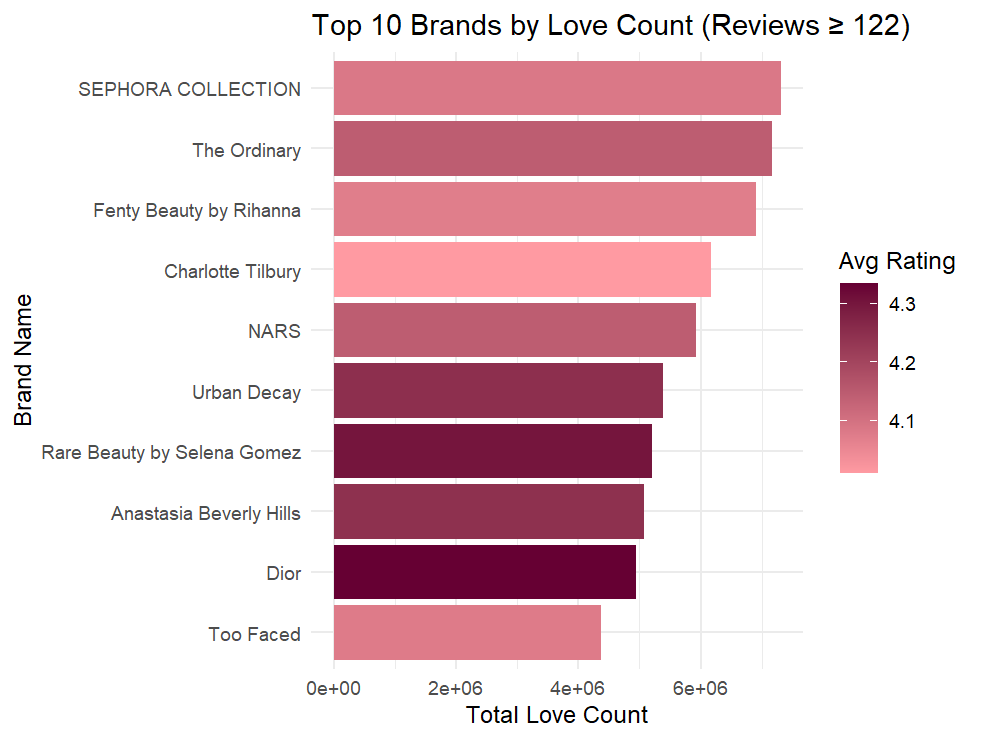 Top 10 Brands by Love Count (Reviews ≥ 122)
SEPHORA COLLECTION
The Ordinary
Fenty Beauty by Rihanna
Charlotte Tilbury
NARS
Urban Decay
Rare Beauty by Selena Gomez
Anastasia Beverly Hills
Dior
Too Faced
Brand Name
0e+00 2e+06 4e+06 6e+06
Total Love Count
Avg Rating
4.3
4.2
4.1